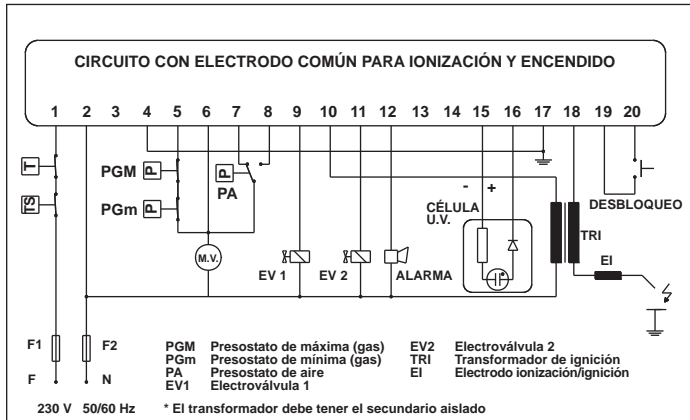 CIRCUITO CON ELECTRODO COMÚN PARA IONIZACIÓN Y ENCENDIDO
1 2 3 4 5 6 7 8 9 10 11 12 13 14 15 16 17 18 19 20
T
TS
PGM P
PGm P
P
PA
M.V.
EV 1
EV 2
ALARMA
- +
CÉLULA
U.V.
TRI
EI
DESBLOQUEO
F1 F2
F N
PGM Presostato de máxima (gas)
PGm Presostato de mínima (gas)
PA Presostato de aire
EV1 Electroválvula 1
EV2 Electroválvula 2
TRI Transformador de ignición
EI Electrodo ionización/ignición
230 V 50/60 Hz * El transformador debe tener el secundario aislado